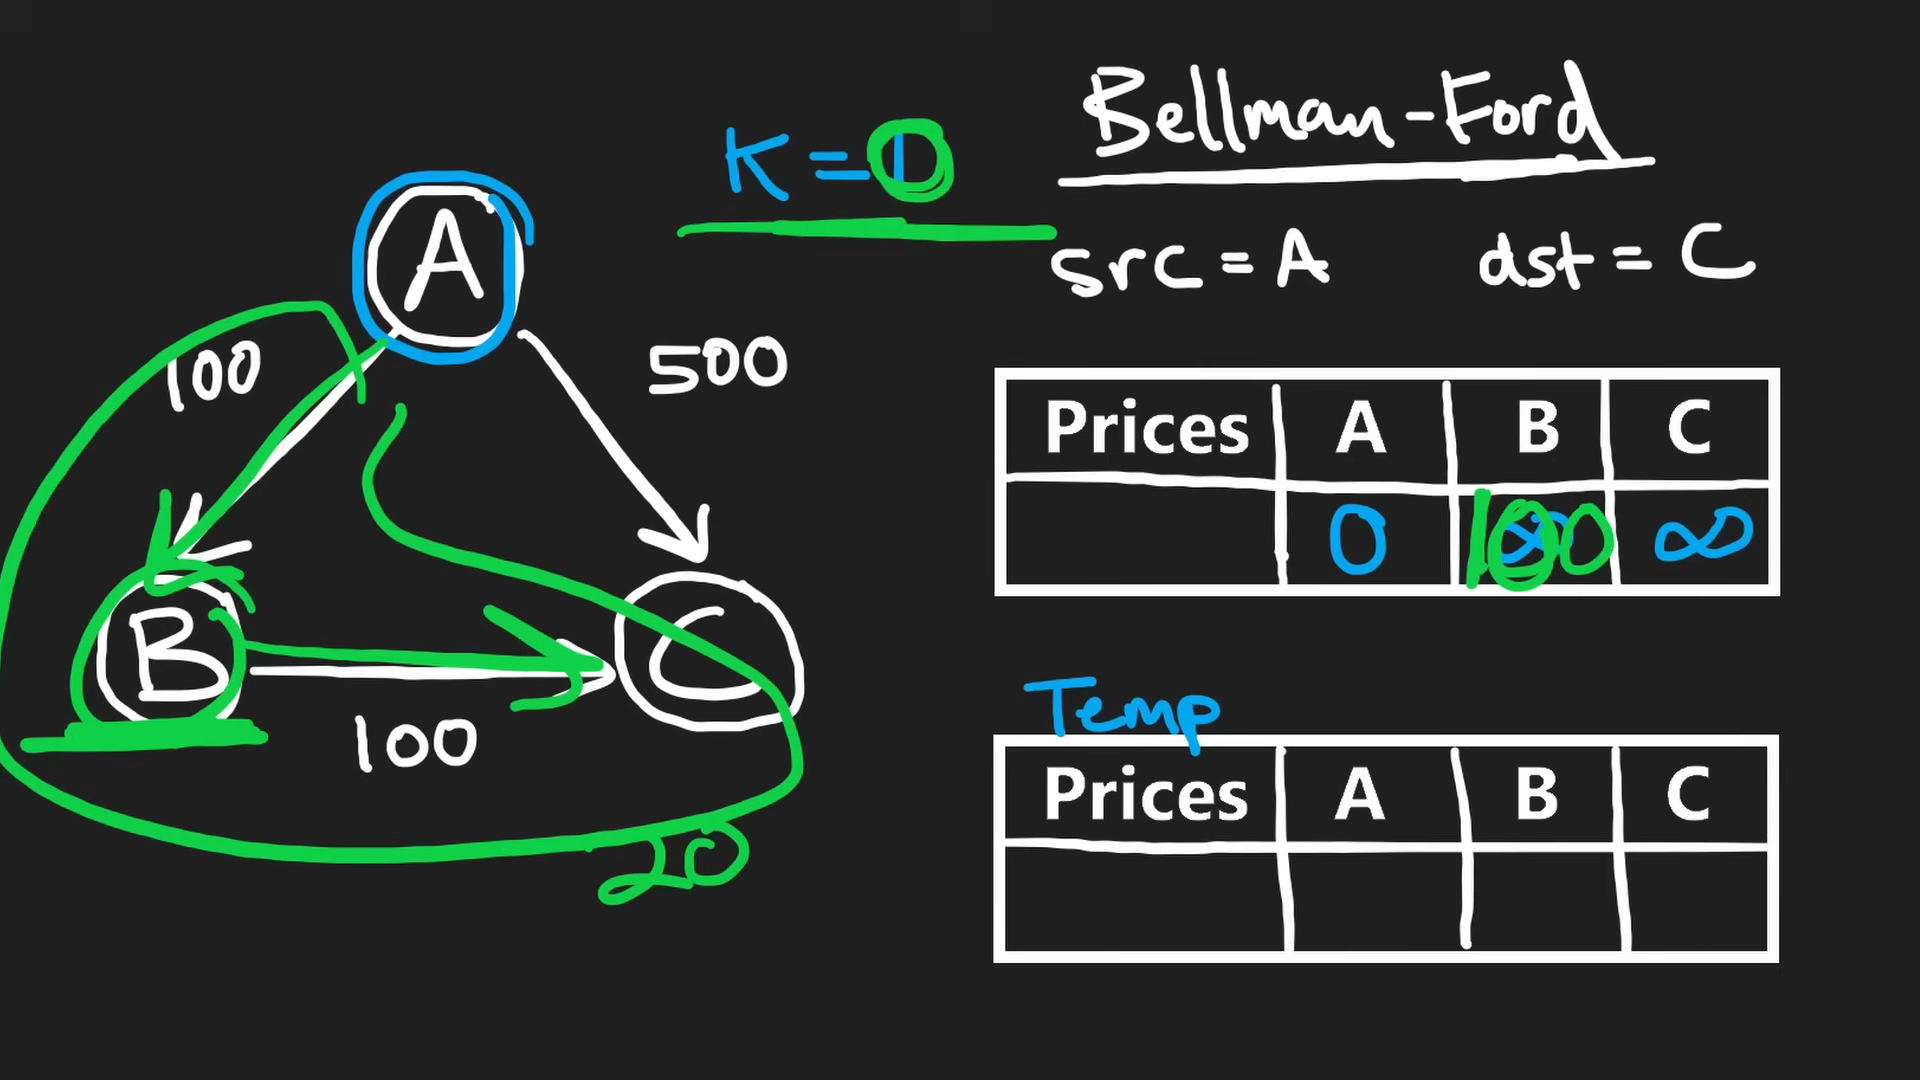 Bellman-Ford
K = 0
src = A dst = C
A
100
500
B
C
100
20
Prices A B C
0 100 ∞
Temp
Prices A B C